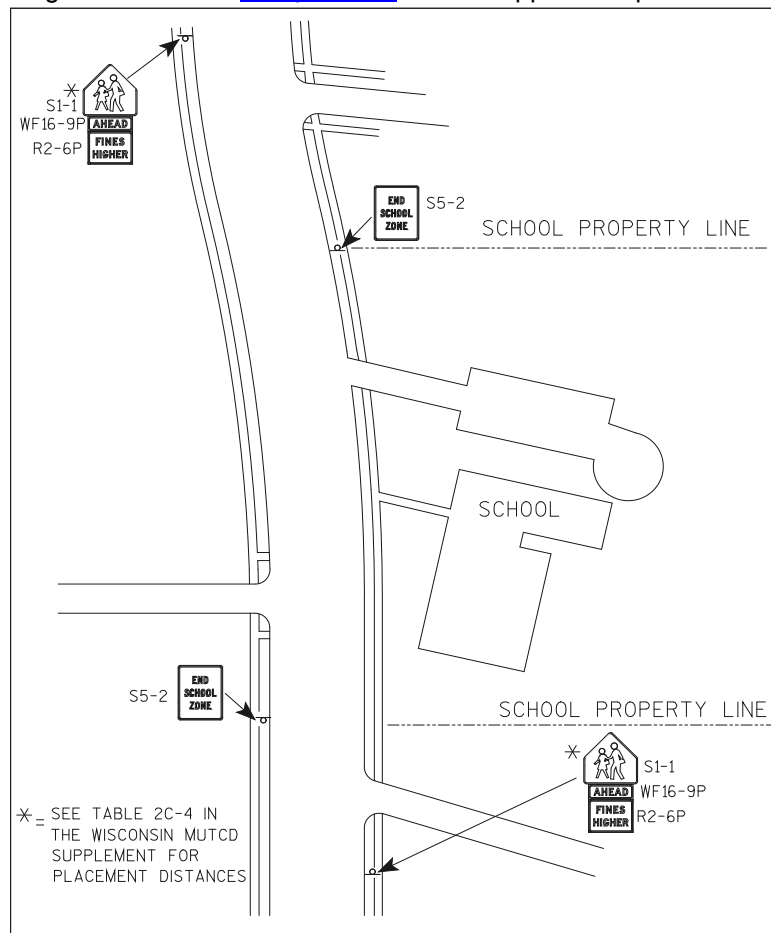 S1-1
AHEAD
WF16-9P
FINES
HIGHER
R2-6P
END
SCHOOL
ZONE
S5-2
SCHOOL PROPERTY LINE
SCHOOL
END
SCHOOL
ZONE
S5-2
SCHOOL PROPERTY LINE
S1-1
AHEAD
WF16-9P
FINES
HIGHER
R2-6P
* = SEE TABLE 2C-4 IN
THE WISCONSIN MUTCD
SUPPLEMENT FOR
PLACEMENT DISTANCES